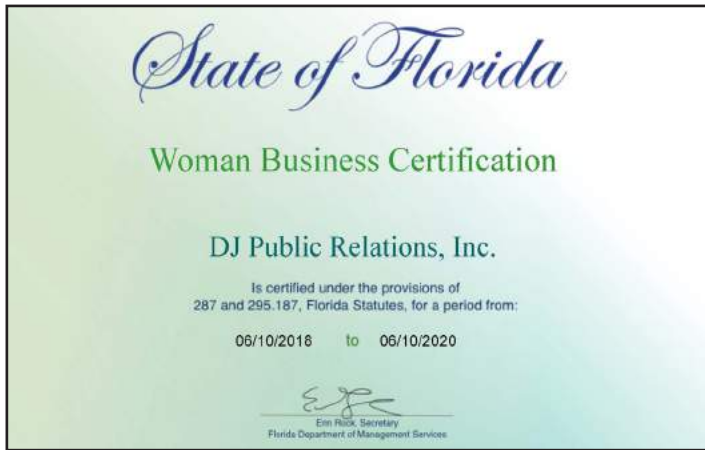 State of Florida
Woman Business Certification
DJ Public Relations, Inc.
Is certified under the provisions of
287 and 295.187, Florida Statutes, for a period from:
06/10/2018 to 06/10/2020
Erin Rock, Secretary
Florida Department of Management Services